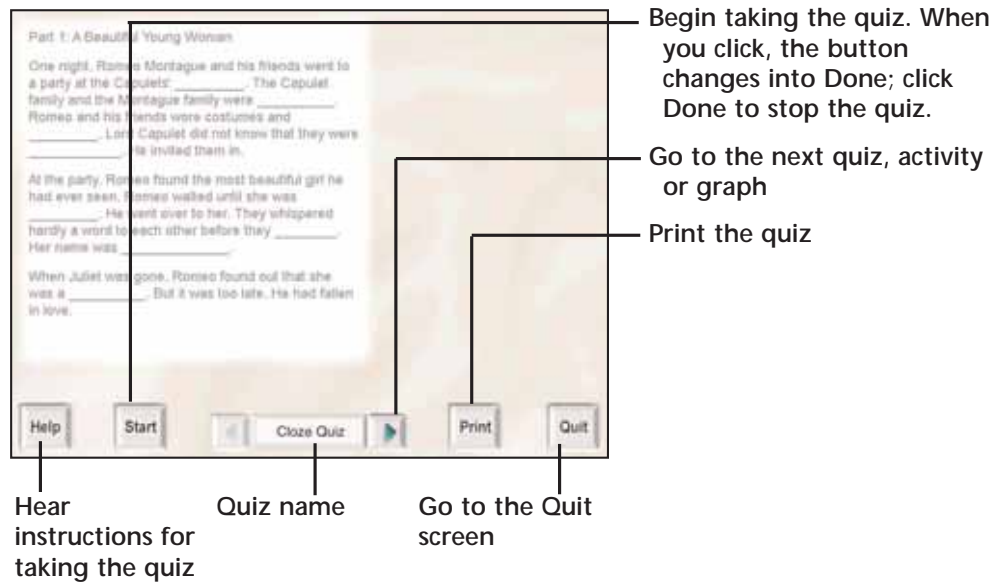 Part 1: A Beautiful Young Woman
One night, Romeo Montague and his friends went to
a party at the Capulets' __________. The Capulet
family and the Montague family were ___________.
Romeo and his friends wore costumes and
__________. Lord Capulet did not know that they were
_____________. He invited them in.
At the party, Romeo found the most beautiful girl he
had ever seen. Romeo waited until she was
__________. He went over to her. They whispered
hardly a word to each other before they _________.
Her name was _______________.
When Juliet was gone, Romeo found out that she
was a ___________. But it was too late. He had fallen
in love.
Help
Start
Cloze Quiz
Print
Quit
Begin taking the quiz. When
you click, the button
changes into Done; click
Done to stop the quiz.
Go to the next quiz, activity
or graph
Print the quiz
Hear
instructions for
taking the quiz
Quiz name
Go to the Quit
screen